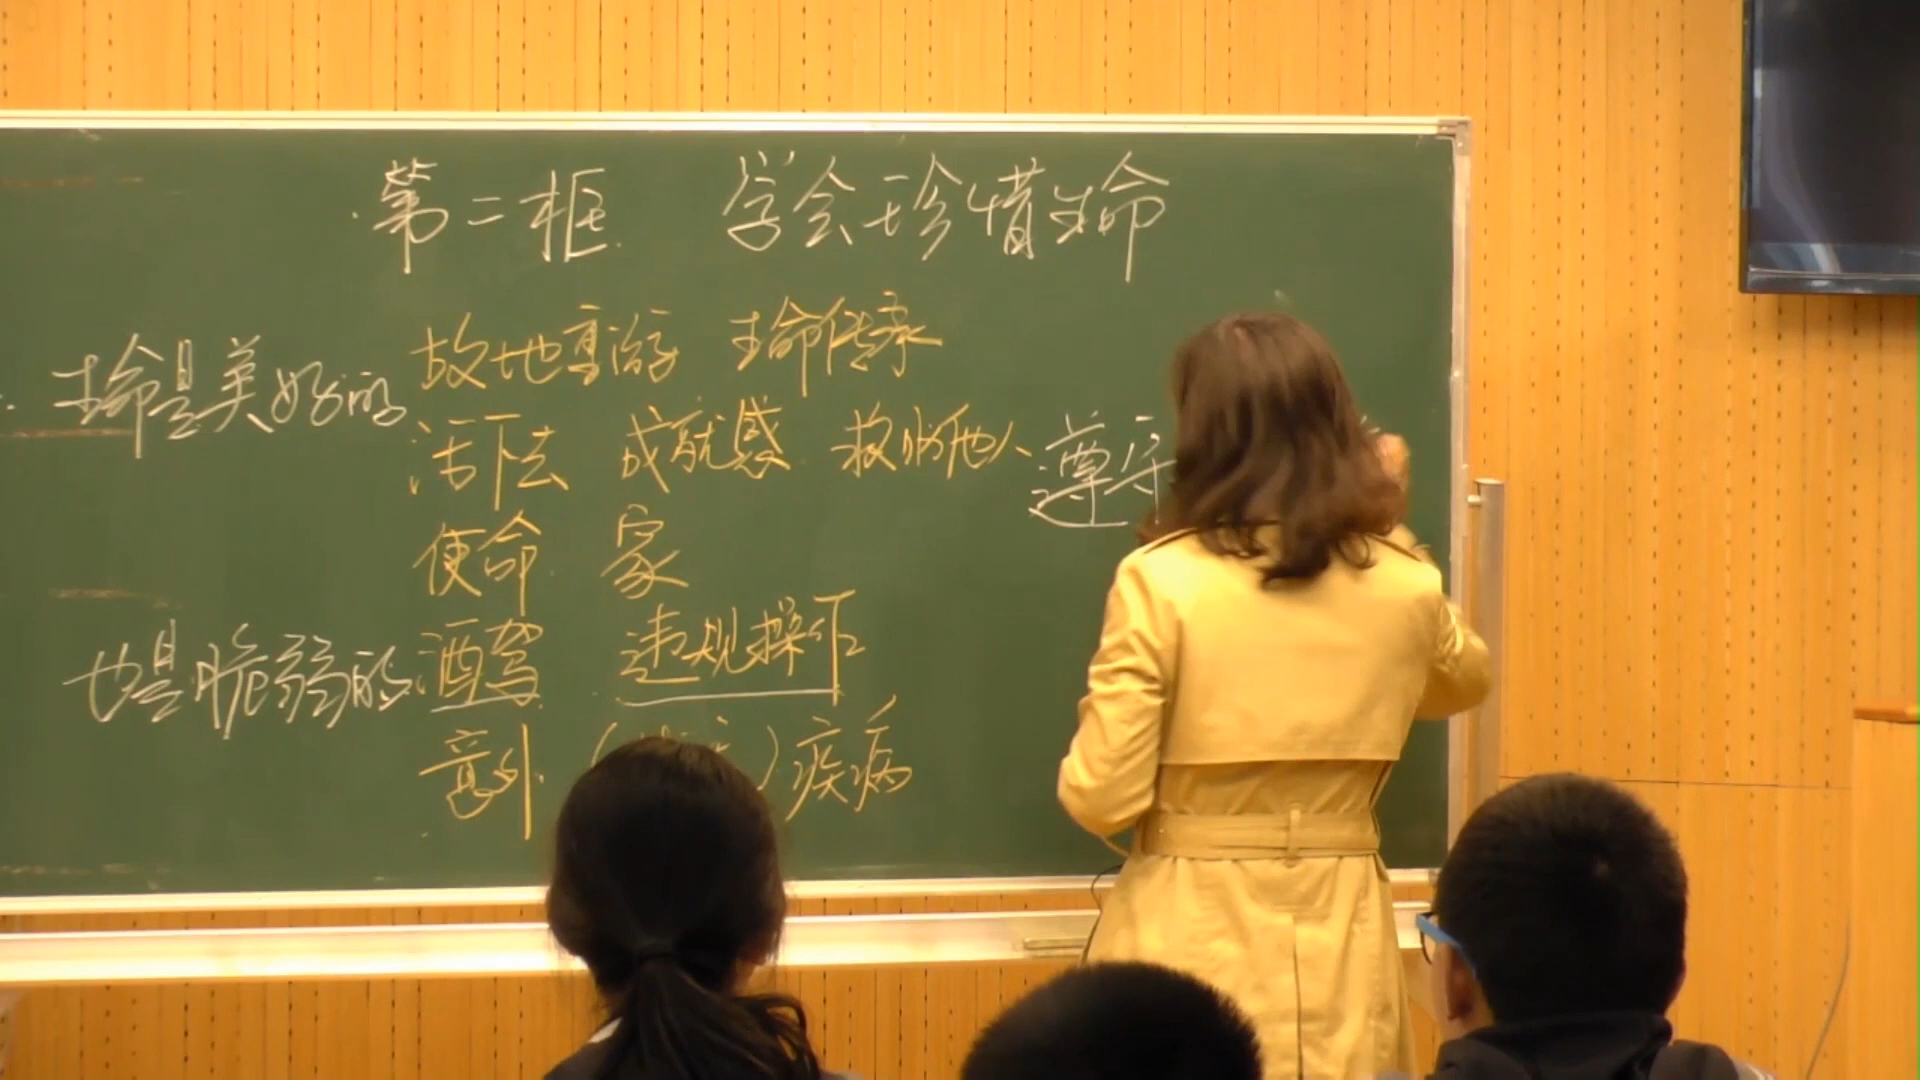 第二框 学会珍惜生命
生命是美好的
故地重游 生命传承
活下去 成就感 救助他人
使命 家
遵守
也是脆弱的
酒驾 违规操作
意外 ( ) 疾病